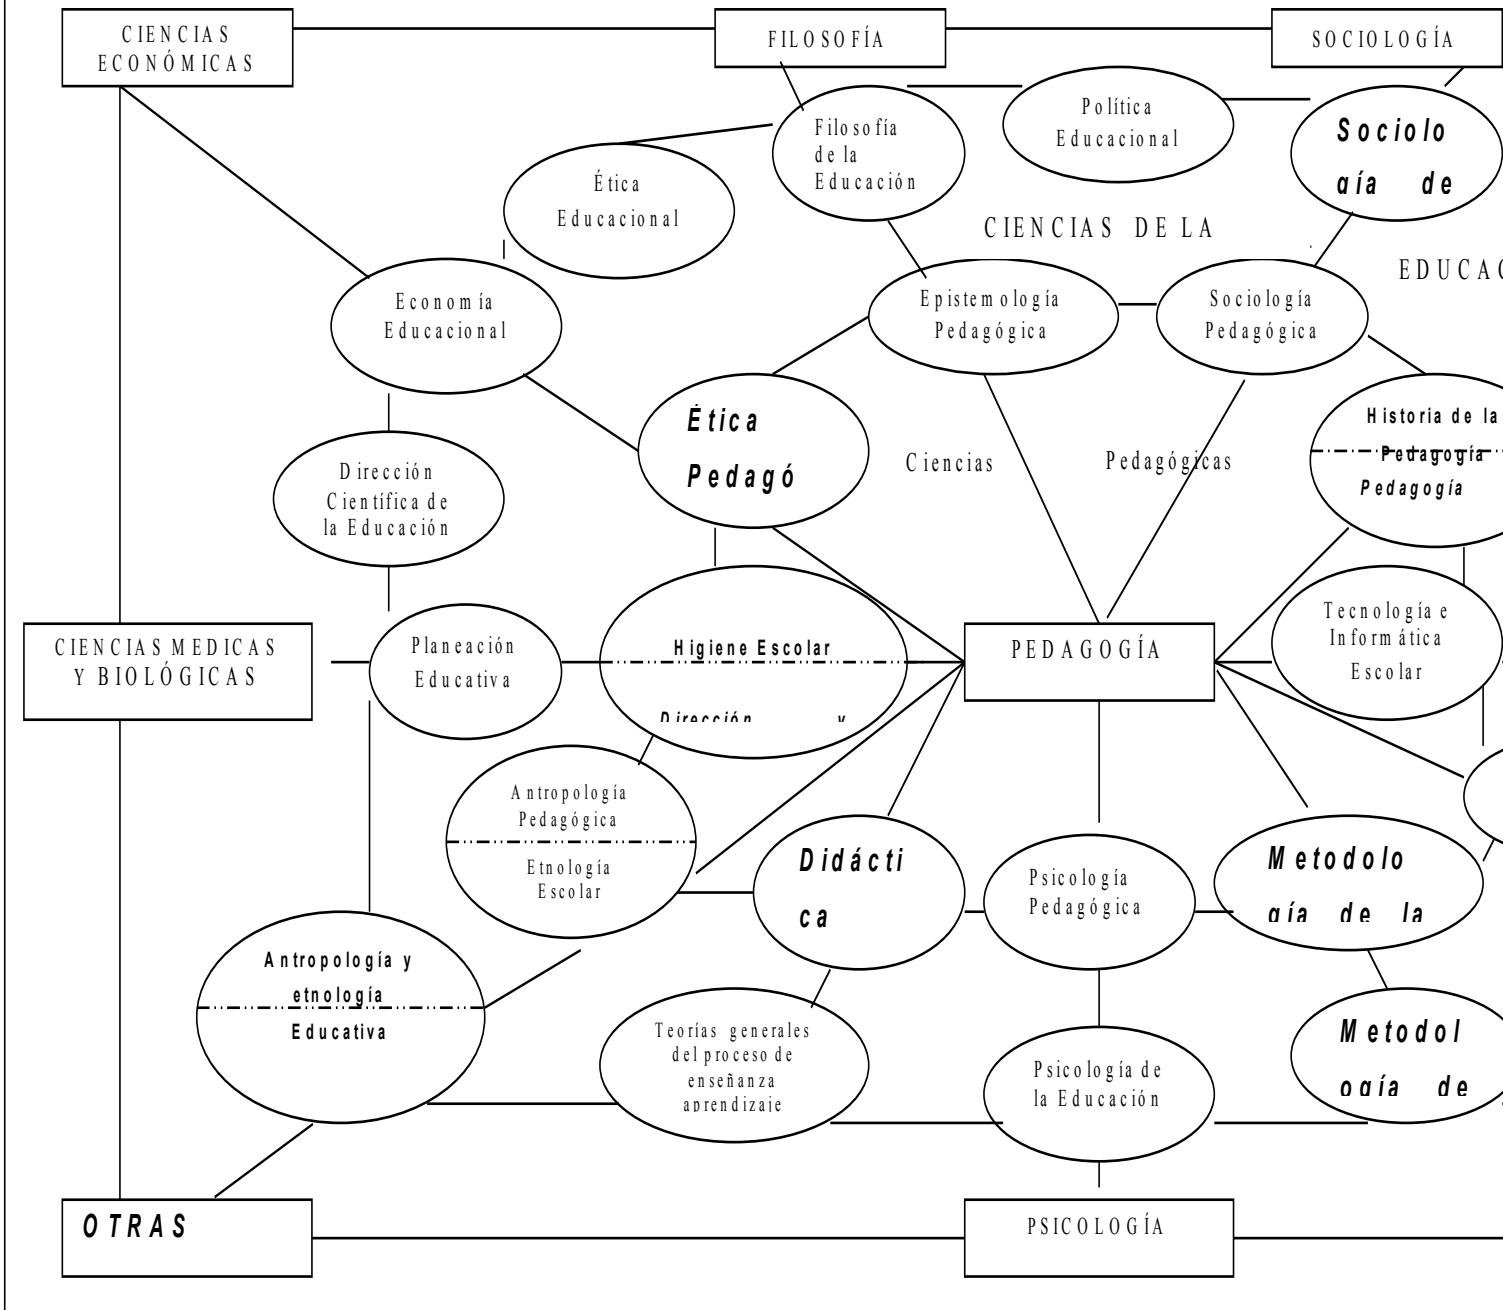 CIENCIAS
ECONÓMICAS
FILOSOFÍA
SOCIOLOGÍA
Filosofía
de la
Educación
Política
Educacional
Sociolo
gía de
Ética
Educacional
CIENCIAS DE LA
EDUCAC
Economía
Educacional
Epistemología
Pedagógica
Sociología
Pedagógica
Ética
Pedagó
Ciencias
Pedagógicas
Historia de la
Pedagogía
Pedagogía
Dirección
Científica de
la Educación
CIENCIAS MEDICAS
Y BIOLÓGICAS
Planeación
Educativa
Higiene Escolar
Dirección y
PEDAGOGÍA
Tecnología e
Informática
Escolar
Antropología
Pedagógica
Etnología
Escolar
Didácti
ca
Psicología
Pedagógica
Metodolo
gía de la
Antropología y
etnología
Educativa
Teorías generales
del proceso de
enseñanza
aprendizaje
Psicología de
la Educación
Metodol
ogía de
OTRAS
PSICOLOGÍA